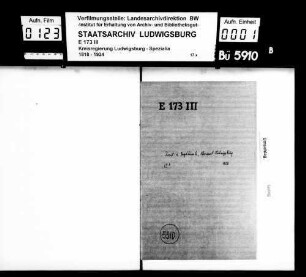 Aufn. Film
0123
Verfilmungsstelle: Landesarchivdirektion BW
-Institut für Erhaltung von Archiv- und Bibliotheksgut-
STAATSARCHIV LUDWIGSBURG
E 173 III
Kreisregierung Ludwigsburg - Spezialia
1818 - 1924
Aufn. Einheit
0001
Bü 5910
B
E 173 III
5910